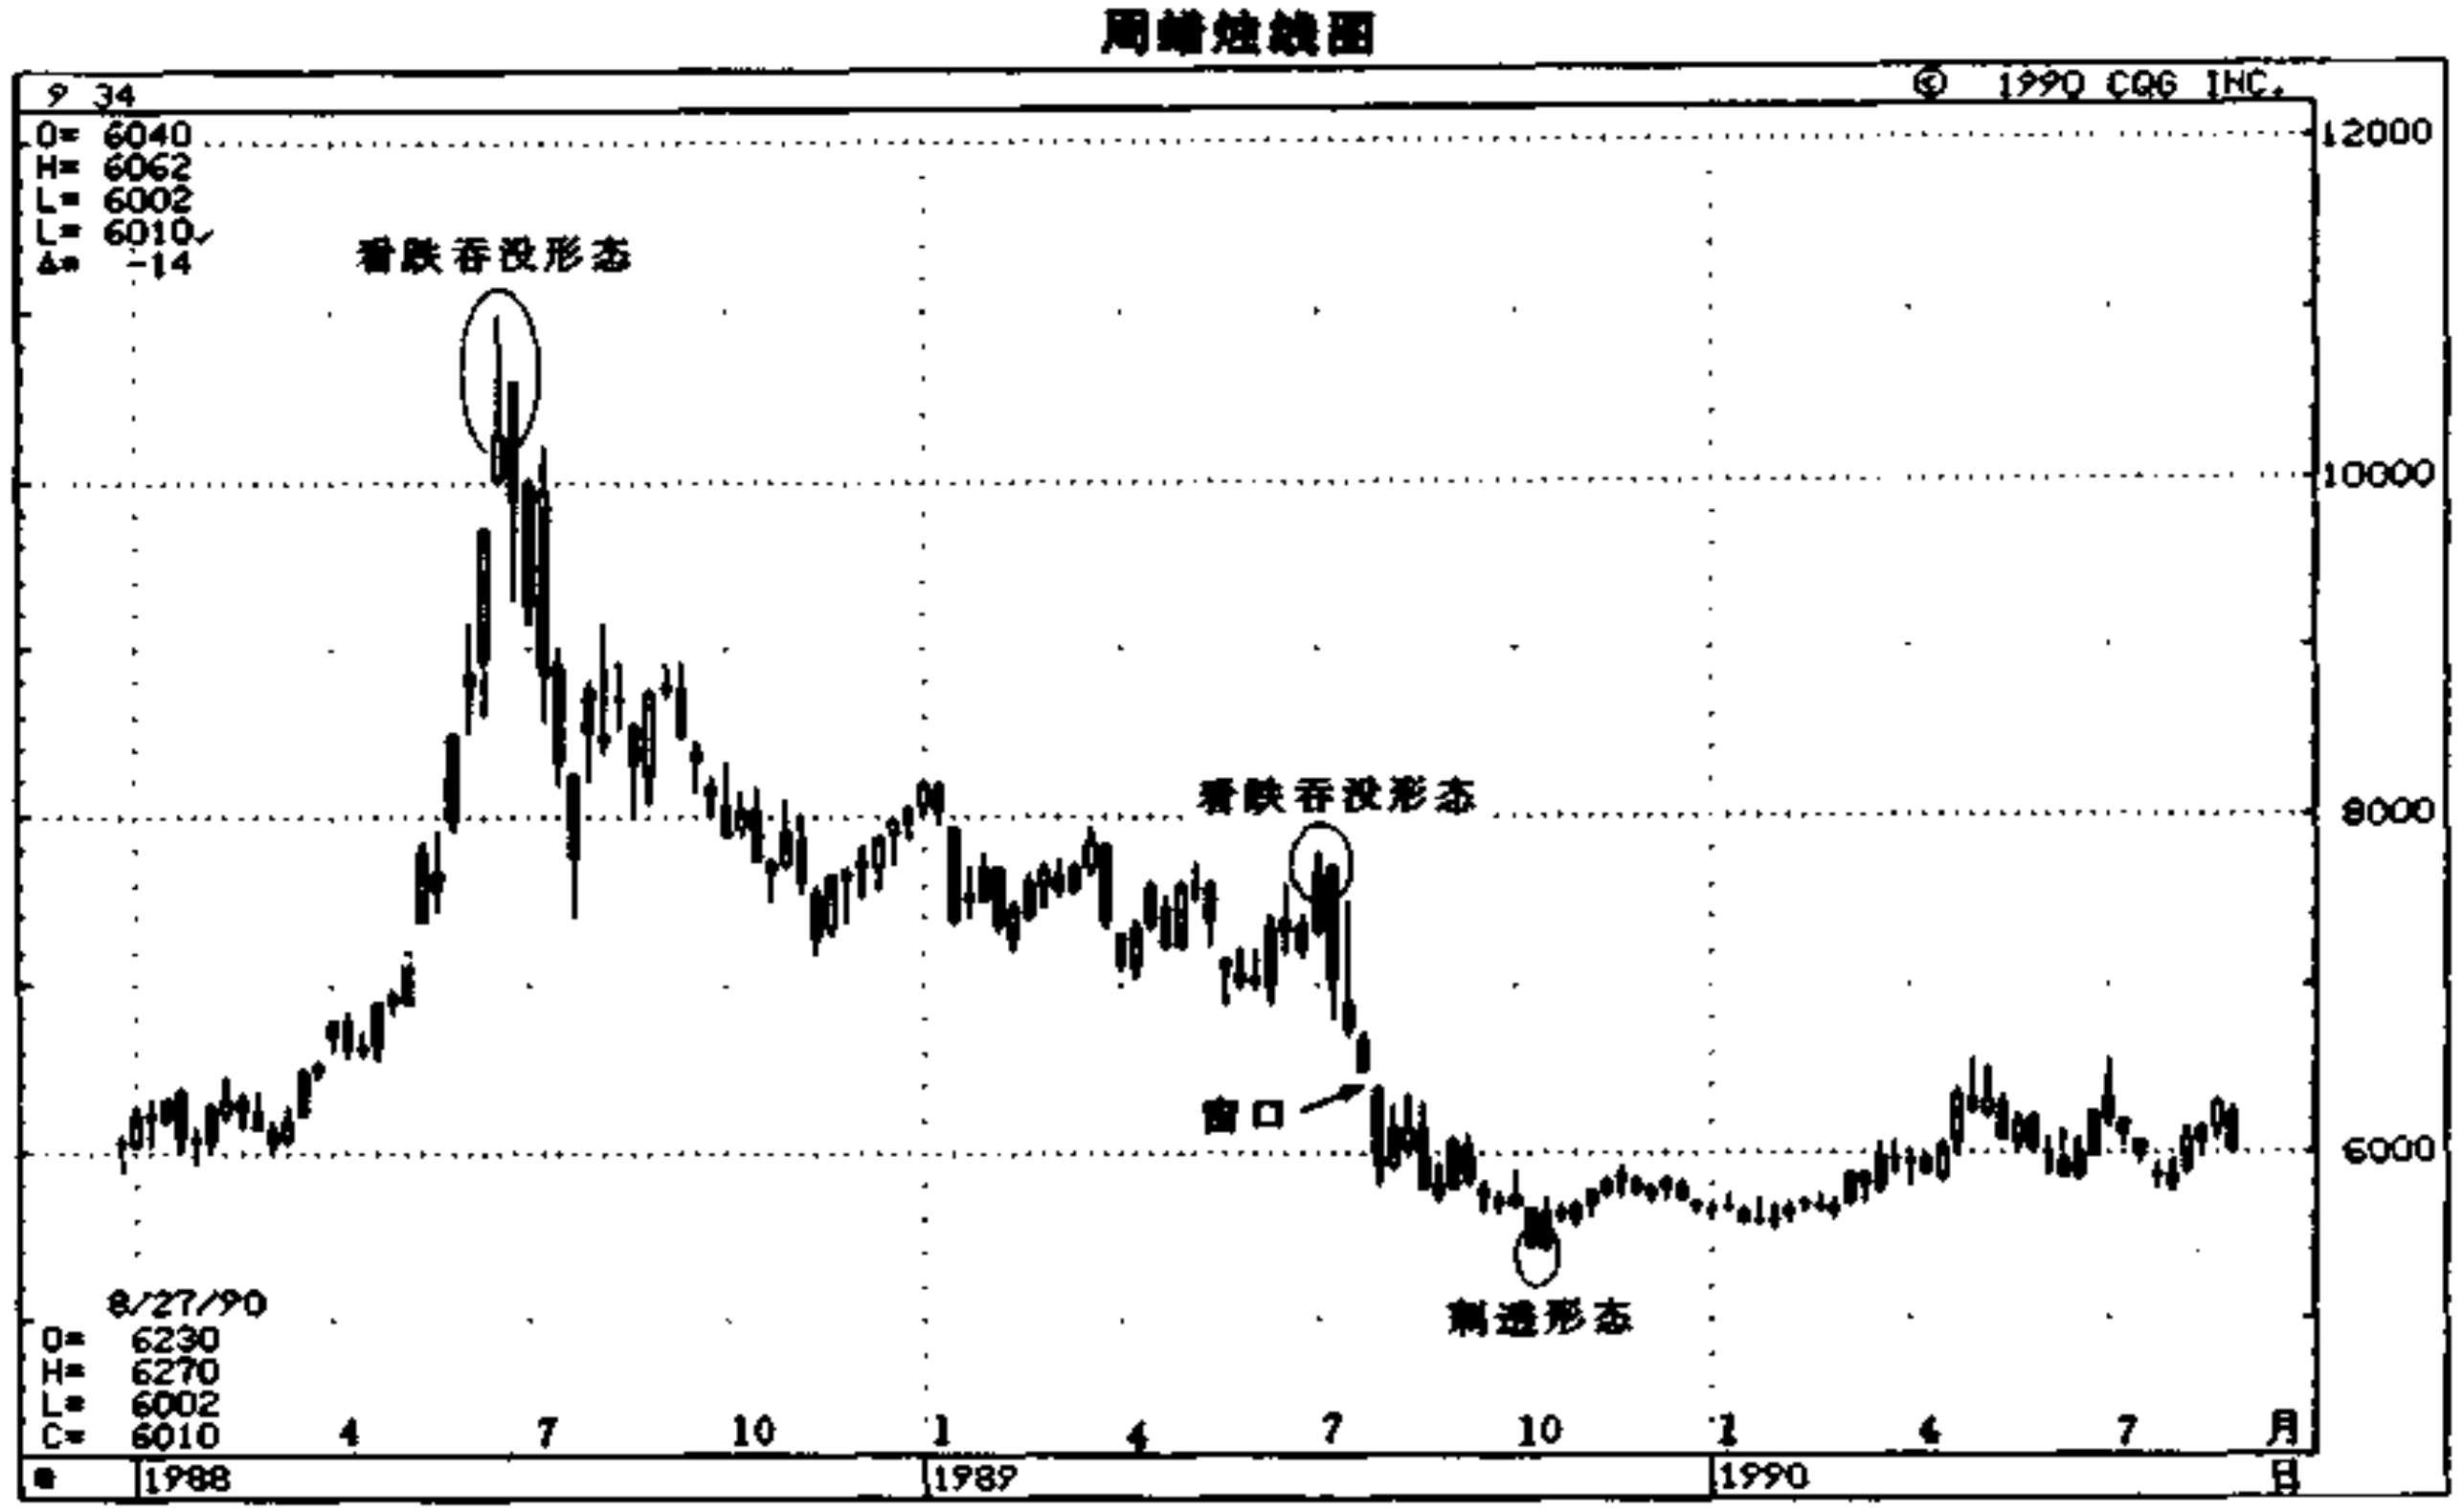 周蜡烛线图
9 34
© 1990 CQG INC.
O= 6040
H= 6062
L= 6002
L= 6010
Δ= -14
12000
10000
8000
6000
看跌吞没形态
看跌吞没形态
窗口
刺透形态
8/27/90
O= 6230
H= 6270
L= 6002
C= 6010
4 7 10 1 4 7 10 1 4 7 月
1988 1989 1990 日